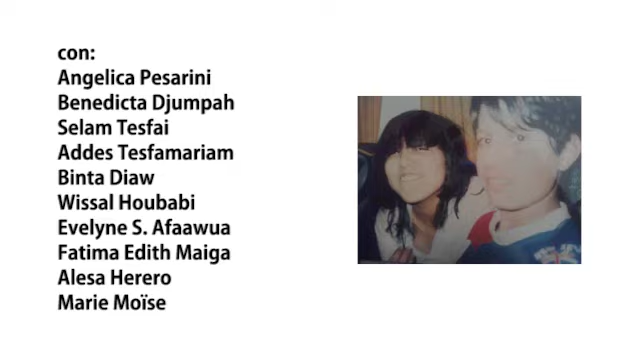 con:
Angelica Pesarini
Benedicta Djumpah
Selam Tesfai
Addes Tesfamariam
Binta Diaw
Wissal Houbabi
Evelyne S. Afaawua
Fatima Edith Maiga
Alesa Herero
Marie Moïse